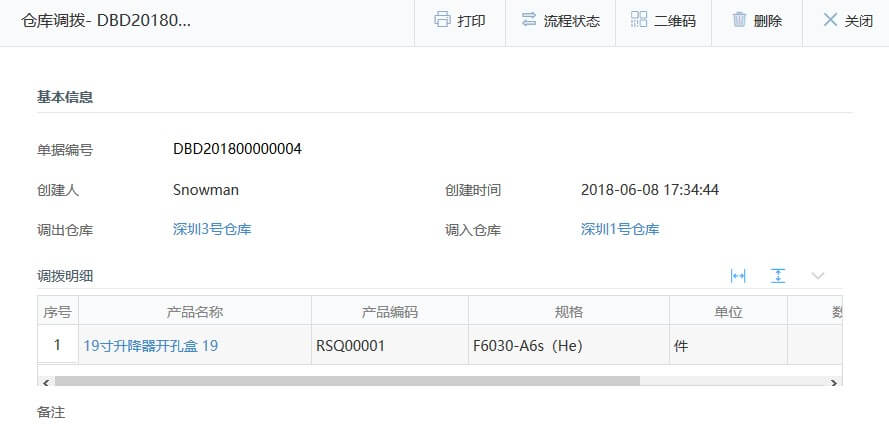 仓库调拨- DBD20180... 打印 流程状态 二维码 删除 关闭
基本信息
单据编号 DBD201800000004
创建人 Snowman 创建时间 2018-06-08 17:34:44
调出仓库 深圳3号仓库 调入仓库 深圳1号仓库
调拨明细
序号 产品名称 产品编码 规格 单位
1 19寸升降器开孔盒 19 RSQ00001 F6030-A6s（He） 件
备注